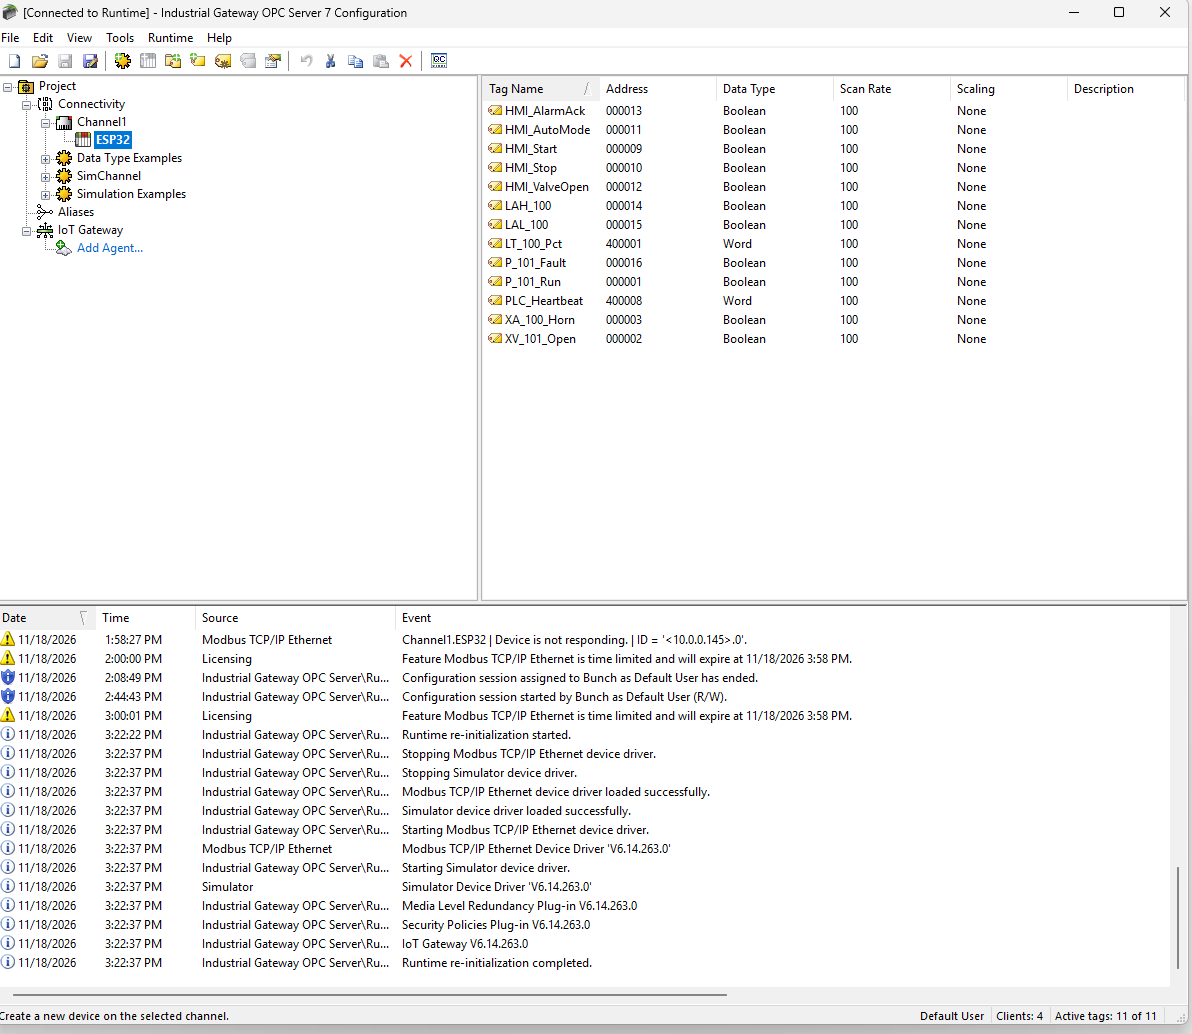 [Connected to Runtime] - Industrial Gateway OPC Server 7 Configuration
File Edit View Tools Runtime Help
QC
Project
Connectivity
Channel1
ESP32
Data Type Examples
SimChannel
Simulation Examples
Aliases
IoT Gateway
Add Agent...
Tag Name Address Data Type Scan Rate Scaling Description
HMI_AlarmAck 000013 Boolean 100 None
HMI_AutoMode 000011 Boolean 100 None
HMI_Start 000009 Boolean 100 None
HMI_Stop 000010 Boolean 100 None
HMI_ValveOpen 000012 Boolean 100 None
LAH_100 000014 Boolean 100 None
LAL_100 000015 Boolean 100 None
LT_100_Pct 400001 Word 100 None
P_101_Fault 000016 Boolean 100 None
P_101_Run 000001 Boolean 100 None
PLC_Heartbeat 400008 Word 100 None
XA_100_Horn 000003 Boolean 100 None
XV_101_Open 000002 Boolean 100 None
Date Time Source Event
11/18/2026 1:58:27 PM Modbus TCP/IP Ethernet Channel1.ESP32 | Device is not responding. | ID = '<10.0.0.145>.0'.
11/18/2026 2:00:00 PM Licensing Feature Modbus TCP/IP Ethernet is time limited and will expire at 11/18/2026 3:58 PM.
11/18/2026 2:08:49 PM Industrial Gateway OPC Server\Ru... Configuration session assigned to Bunch as Default User has ended.
11/18/2026 2:44:43 PM Industrial Gateway OPC Server\Ru... Configuration session started by Bunch as Default User (R/W).
11/18/2026 3:00:01 PM Licensing Feature Modbus TCP/IP Ethernet is time limited and will expire at 11/18/2026 3:58 PM.
11/18/2026 3:22:22 PM Industrial Gateway OPC Server\Ru... Runtime re-initialization started.
11/18/2026 3:22:37 PM Industrial Gateway OPC Server\Ru... Stopping Modbus TCP/IP Ethernet device driver.
11/18/2026 3:22:37 PM Industrial Gateway OPC Server\Ru... Stopping Simulator device driver.
11/18/2026 3:22:37 PM Industrial Gateway OPC Server\Ru... Modbus TCP/IP Ethernet device driver loaded successfully.
11/18/2026 3:22:37 PM Industrial Gateway OPC Server\Ru... Simulator device driver loaded successfully.
11/18/2026 3:22:37 PM Industrial Gateway OPC Server\Ru... Starting Modbus TCP/IP Ethernet device driver.
11/18/2026 3:22:37 PM Modbus TCP/IP Ethernet Modbus TCP/IP Ethernet Device Driver 'V6.14.263.0'
11/18/2026 3:22:37 PM Industrial Gateway OPC Server\Ru... Starting Simulator device driver.
11/18/2026 3:22:37 PM Simulator Simulator Device Driver 'V6.14.263.0'
11/18/2026 3:22:37 PM Industrial Gateway OPC Server\Ru... Media Level Redundancy Plug-in V6.14.263.0
11/18/2026 3:22:37 PM Industrial Gateway OPC Server\Ru... Security Policies Plug-in V6.14.263.0
11/18/2026 3:22:37 PM Industrial Gateway OPC Server\Ru... IoT Gateway V6.14.263.0
11/18/2026 3:22:37 PM Industrial Gateway OPC Server\Ru... Runtime re-initialization completed.
Create a new device on the selected channel. Default User Clients: 4 Active tags: 11 of 11